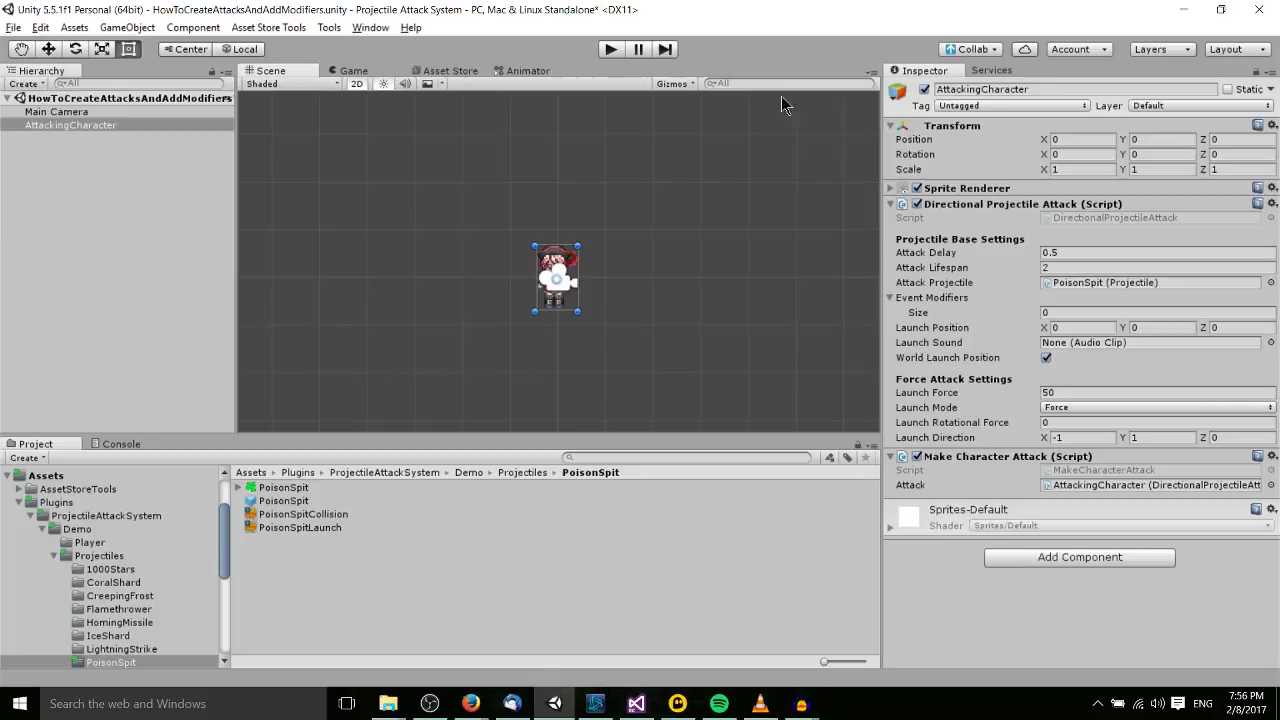 Unity 5.5.1f1 Personal (64bit) - HowToCreateAttacksAndAddModifiers.unity - Projectile Attack System - PC, Mac & Linux Standalone* <DX11>
File Edit Assets GameObject Component Asset Store Tools Tools Window Help
Center Local Collab Account Layers Layout
Hierarchy Scene Game Asset Store Animator Inspector Services
Create All Shaded 2D Gizmos All AttackingCharacter Static
HowToCreateAttacksAndAddModifiers
Tag Untagged Layer Default
Main Camera
AttackingCharacter Transform
Position X 0 Y 0 Z 0
Rotation X 0 Y 0 Z 0
Scale X 1 Y 1 Z 1
Sprite Renderer
Directional Projectile Attack (Script)
Script DirectionalProjectileAttack
Projectile Base Settings
Attack Delay 0.5
Attack Lifespan 2
Attack Projectile PoisonSpit (Projectile)
Event Modifiers
Size 0
Launch Position X 0 Y 0 Z 0
Launch Sound None (Audio Clip)
World Launch Position
Force Attack Settings
Launch Force 50
Launch Mode Force
Launch Rotational Force 0
Launch Direction X -1 Y 1 Z 0
Make Character Attack (Script)
Script MakeCharacterAttack
Attack AttackingCharacter (DirectionalProjectileAtt
Sprites-Default
Shader Sprites/Default
Add Component
Project Console
Create
Assets
AssetStoreTools
Plugins
ProjectileAttackSystem
Demo
Player
Projectiles
1000Stars
CoralShard
CreepingFrost
Flamethrower
HomingMissile
IceShard
LightningStrike
PoisonSpit
Assets Plugins ProjectileAttackSystem Demo Projectiles PoisonSpit
PoisonSpit
PoisonSpit
PoisonSpitCollision
PoisonSpitLaunch
Search the web and Windows
ENG
7:56 PM
2/8/2017